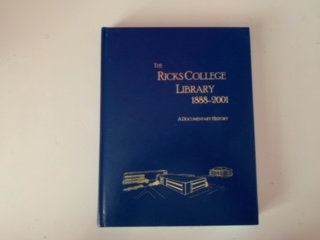 THE
RICKS COLLEGE
LIBRARY
1888-2001
A DOCUMENTARY HISTORY